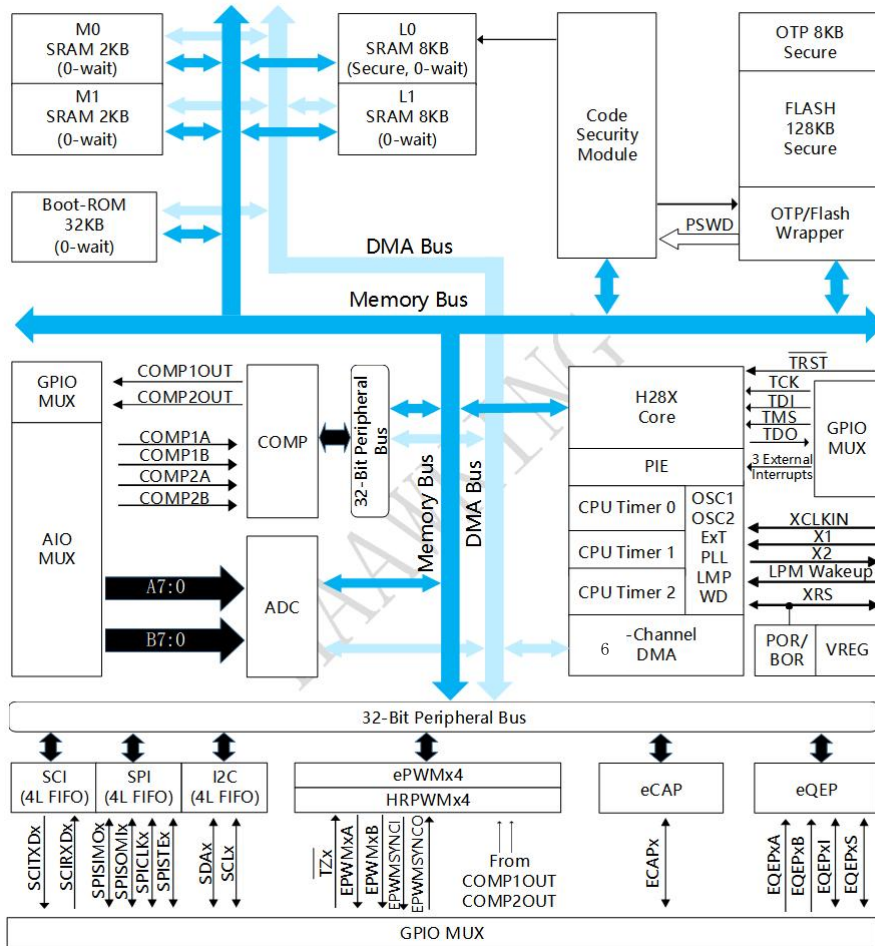 M0
SRAM 2KB
(0-wait)
M1
SRAM 2KB
(0-wait)
L0
SRAM 8KB
(Secure, 0-wait)
L1
SRAM 8KB
(0-wait)
Code
Security
Module
OTP 8KB
Secure
FLASH
128KB
Secure
OTP/Flash
Wrapper
PSWD
Boot-ROM
32KB
(0-wait)
DMA Bus
Memory Bus
GPIO
MUX
AIO
MUX
COMP1OUT
COMP2OUT
COMP1A
COMP1B
COMP2A
COMP2B
COMP
32-Bit Peripheral
Bus
A7:0
B7:0
ADC
Memory Bus
DMA Bus
H28X
Core
PIE
CPU Timer 0
CPU Timer 1
CPU Timer 2
OSC1
OSC2
ExT
PLL
LMP
WD
6 -Channel
DMA
TRST
TCK
TDI
TMS
TDO
3 External
Interrupts
GPIO
MUX
XCLKIN
X1
X2
LPM Wakeup
XRS
POR/
BOR
VREG
32-Bit Peripheral Bus
SCI
(4L FIFO)
SPI
(4L FIFO)
I2C
(4L FIFO)
ePWMx4
HRPWMx4
eCAP
eQEP
SCITXDx
SCIRXDx
SPISIMOx
SPISOMIx
SPICLKx
SPISTEx
SDAx
SCLx
TZx
EPWMxA
EPWMxB
EPWMSYNCI
EPWMSYNCO
From
COMP1OUT
COMP2OUT
ECAPx
EQEPxA
EQEPxB
EQEPxI
EQEPxS
GPIO MUX